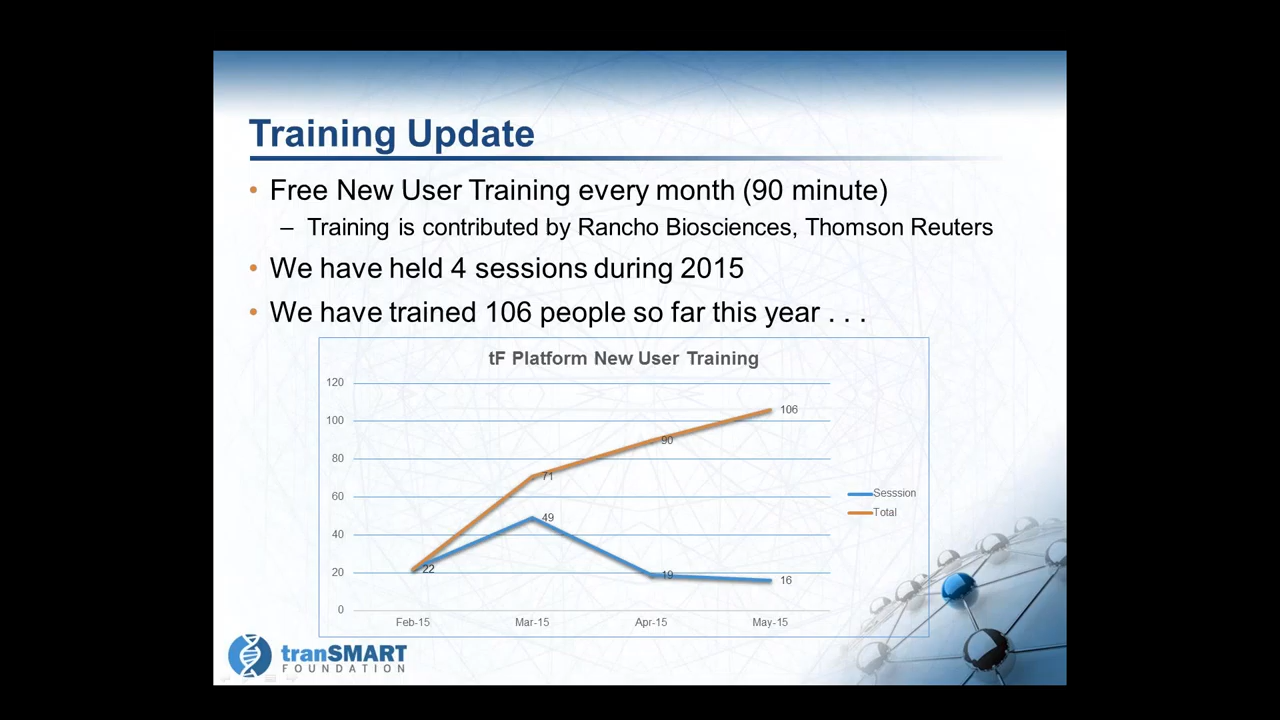 Training Update
• Free New User Training every month (90 minute)
– Training is contributed by Rancho Biosciences, Thomson Reuters
• We have held 4 sessions during 2015
• We have trained 106 people so far this year . . .
tF Platform New User Training
120
100
80
60
40
20
0
106
90
71
49
22
19
16
Sesssion
Total
Feb-15 Mar-15 Apr-15 May-15
tranSMART
FOUNDATION